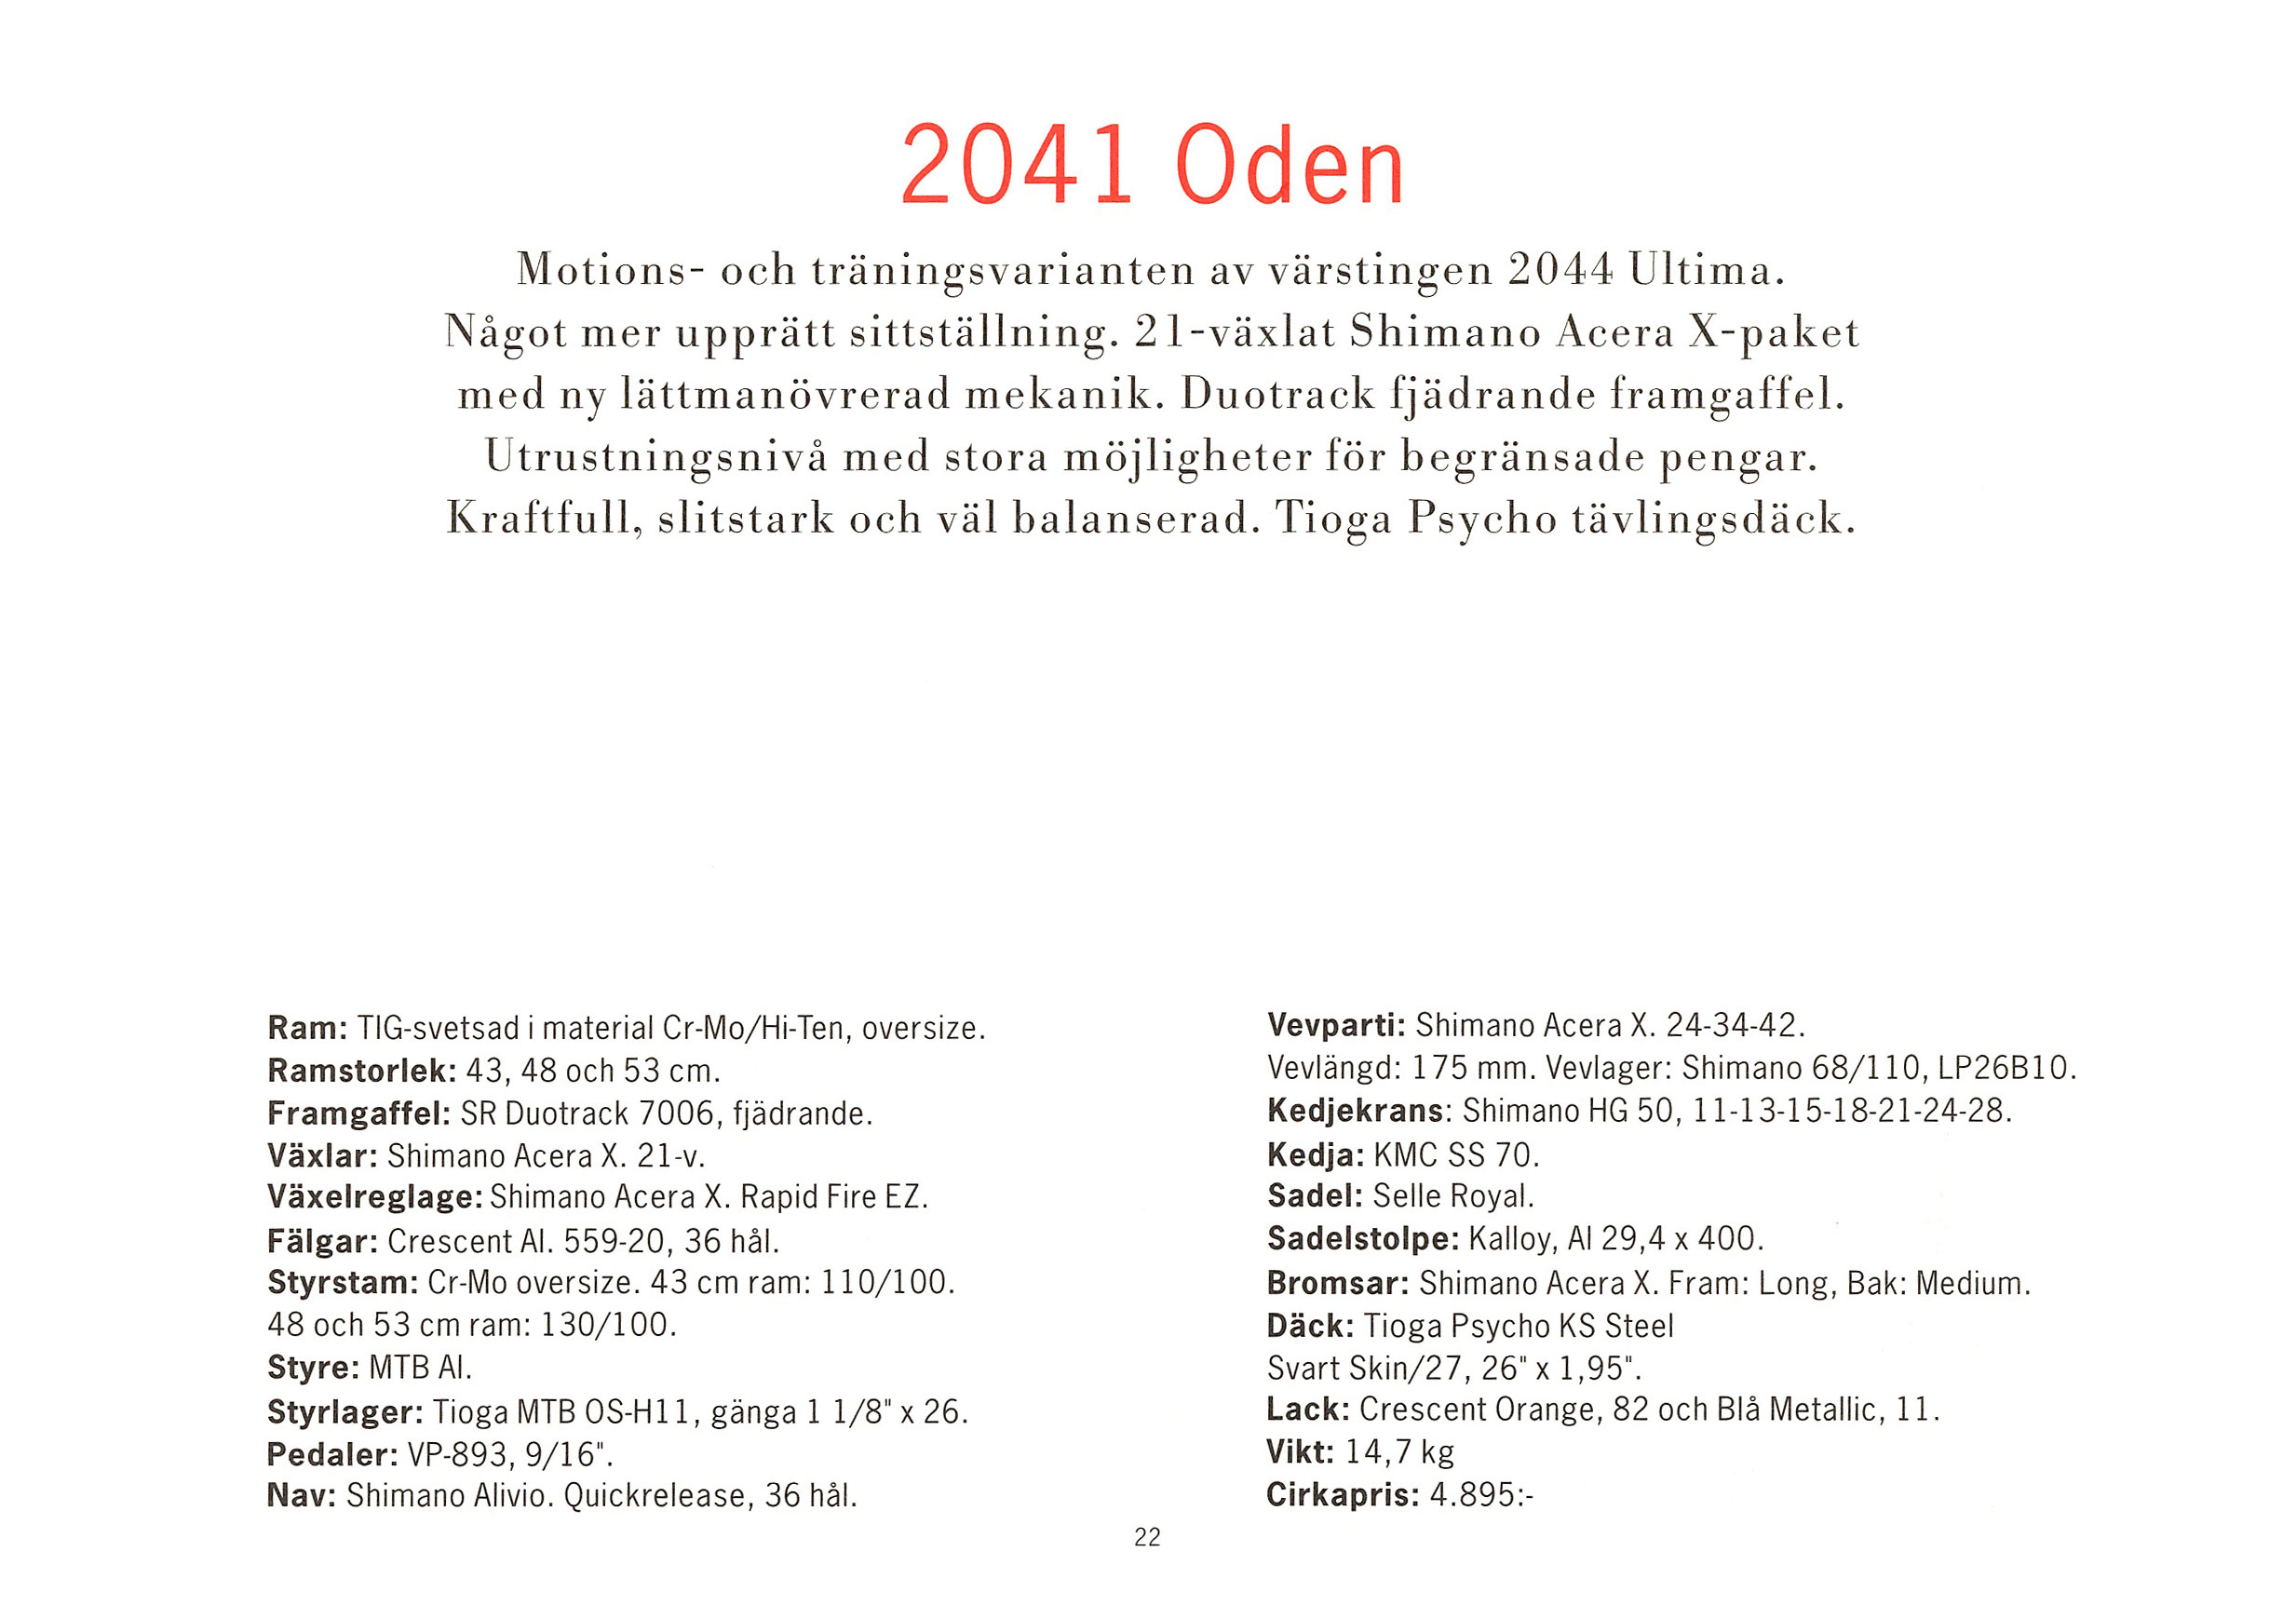 2041 Oden
Motions- och träningsvarianten av värstingen 2044 Ultima.
Något mer upprätt sittställning. 21-växlat Shimano Acera X-paket
med ny lättmanövrerad mekanik. Duotrack fjädrande framgaffel.
Utrustningsnivå med stora möjligheter för begränsade pengar.
Kraftfull, slitstark och väl balanserad. Tioga Psycho tävlingsdäck.
Ram: TIG-svetsad i material Cr-Mo/Hi-Ten, oversize.
Ramstorlek: 43, 48 och 53 cm.
Framgaffel: SR Duotrack 7006, fjädrande.
Växlar: Shimano Acera X. 21-v.
Växelreglage: Shimano Acera X. Rapid Fire EZ.
Fälgar: Crescent Al. 559-20, 36 hål.
Styrstam: Cr-Mo oversize. 43 cm ram: 110/100.
48 och 53 cm ram: 130/100.
Styre: MTB Al.
Styrlager: Tioga MTB OS-H11, gänga 1 1/8" x 26.
Pedaler: VP-893, 9/16".
Nav: Shimano Alivio. Quickrelease, 36 hål.
Vevparti: Shimano Acera X. 24-34-42.
Vevlängd: 175 mm. Vevlager: Shimano 68/110, LP26B10.
Kedjekrans: Shimano HG 50, 11-13-15-18-21-24-28.
Kedja: KMC SS 70.
Sadel: Selle Royal.
Sadelstolpe: Kalloy, Al 29,4 x 400.
Bromsar: Shimano Acera X. Fram: Long, Bak: Medium.
Däck: Tioga Psycho KS Steel
Svart Skin/27, 26" x 1,95".
Lack: Crescent Orange, 82 och Blå Metallic, 11.
Vikt: 14,7 kg
Cirkapris: 4.895:-
22